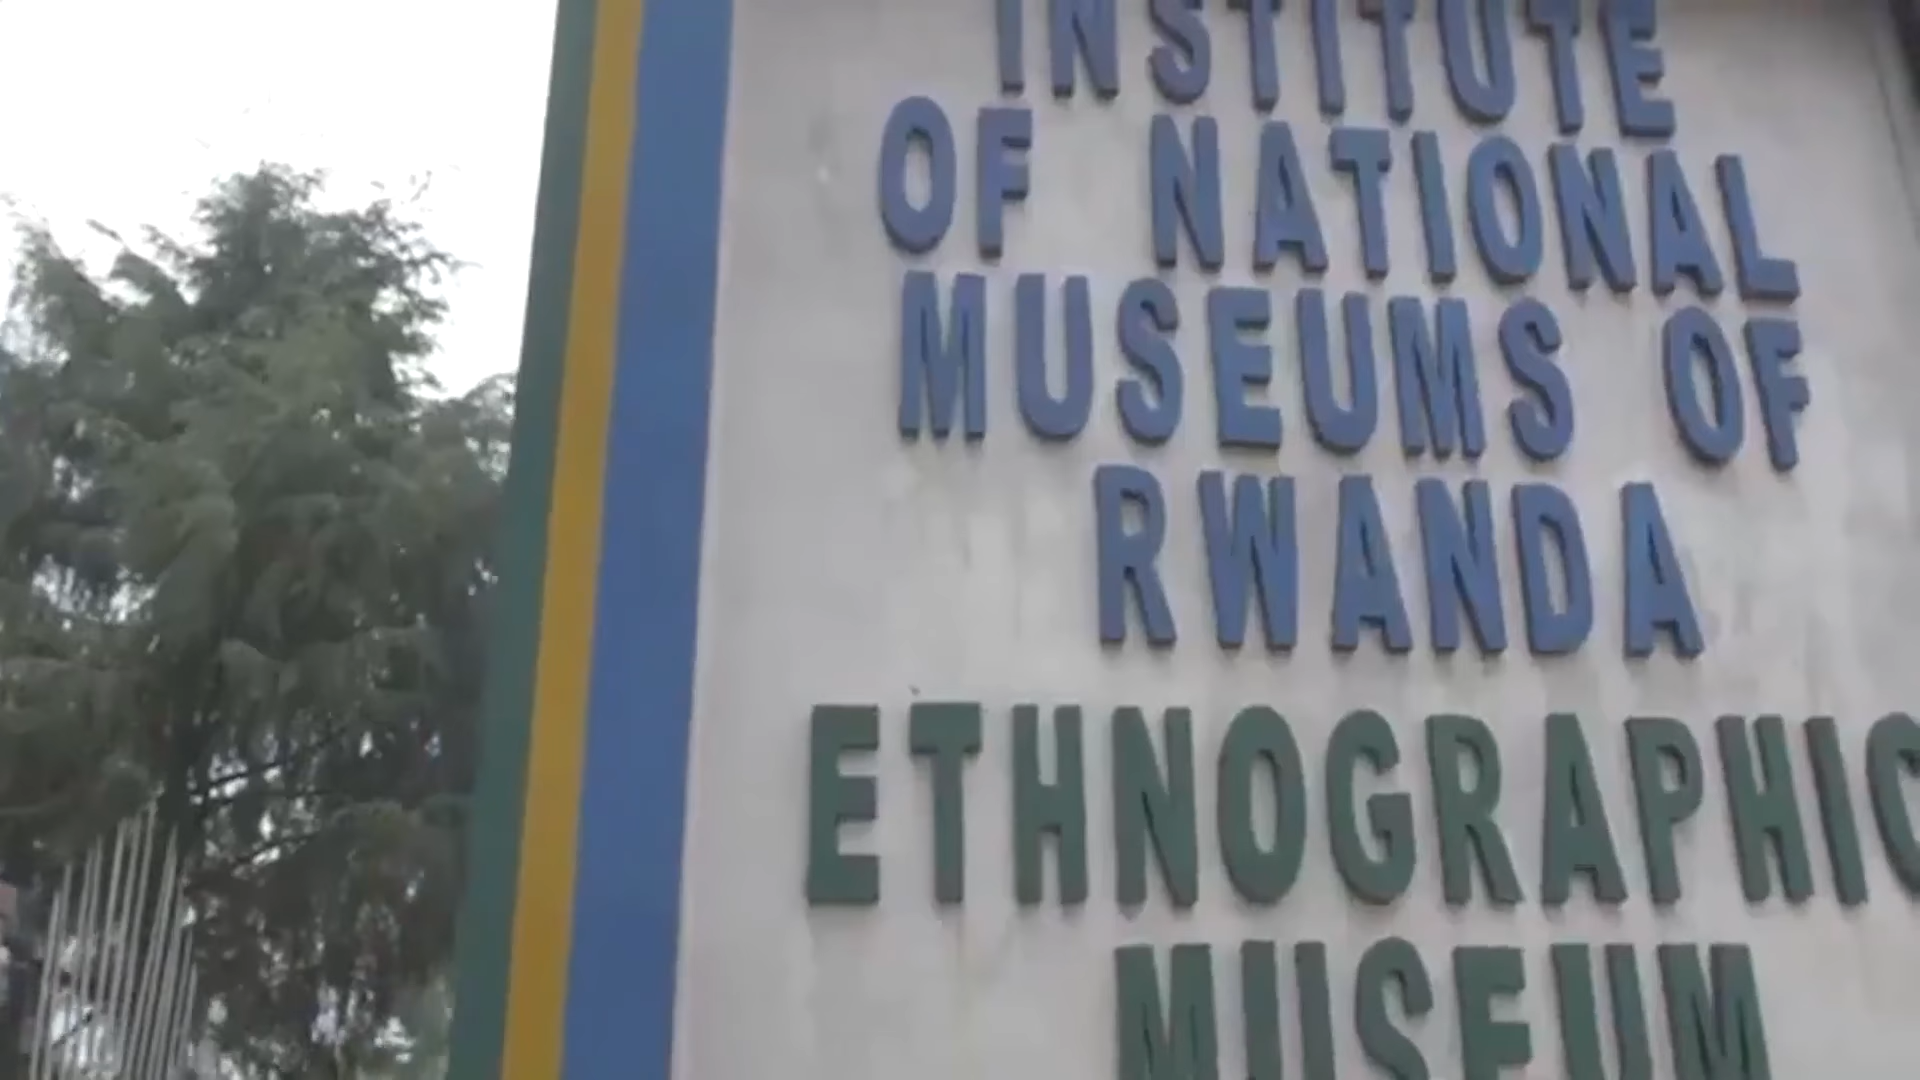 INSTITUTE
OF NATIONAL
MUSEUMS OF
RWANDA
ETHNOGRAPHIC
MUSEUM